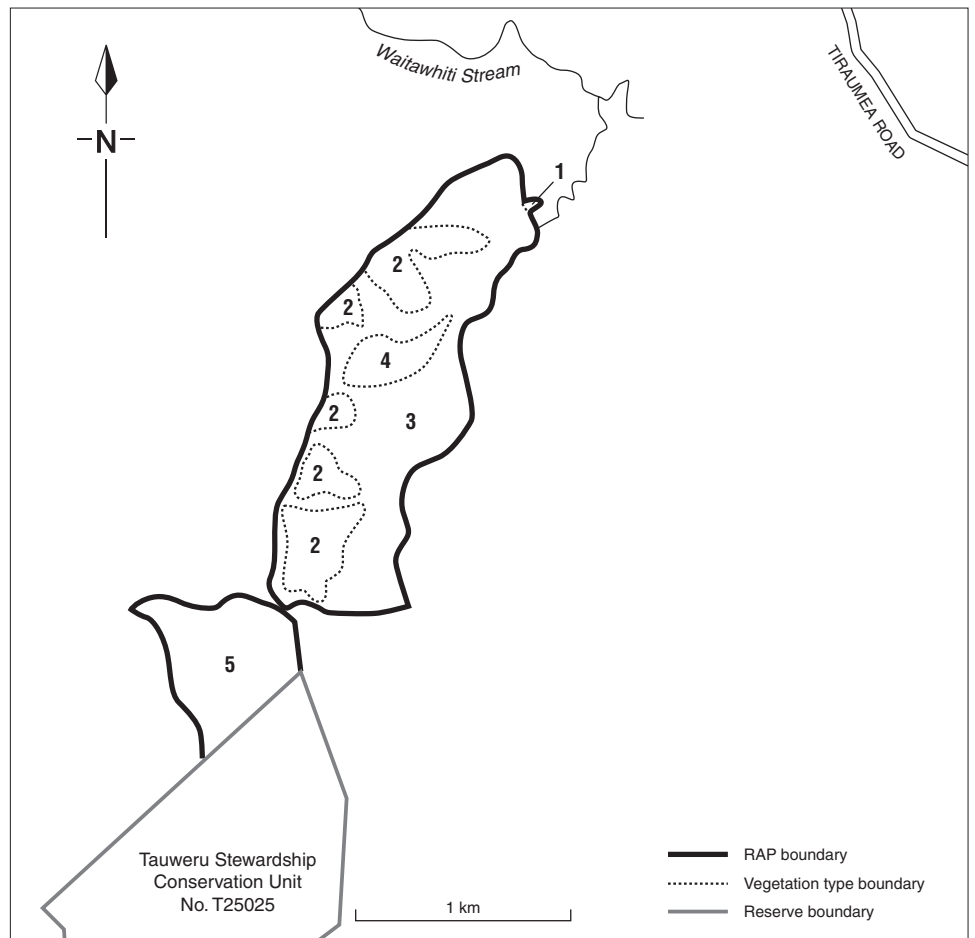 Waitawhiti Stream
TIRAUMEA ROAD
N
1
2
2
4
2
3
2
2
5
Tauweru Stewardship
Conservation Unit
No. T25025
1 km
RAP boundary
Vegetation type boundary
Reserve boundary